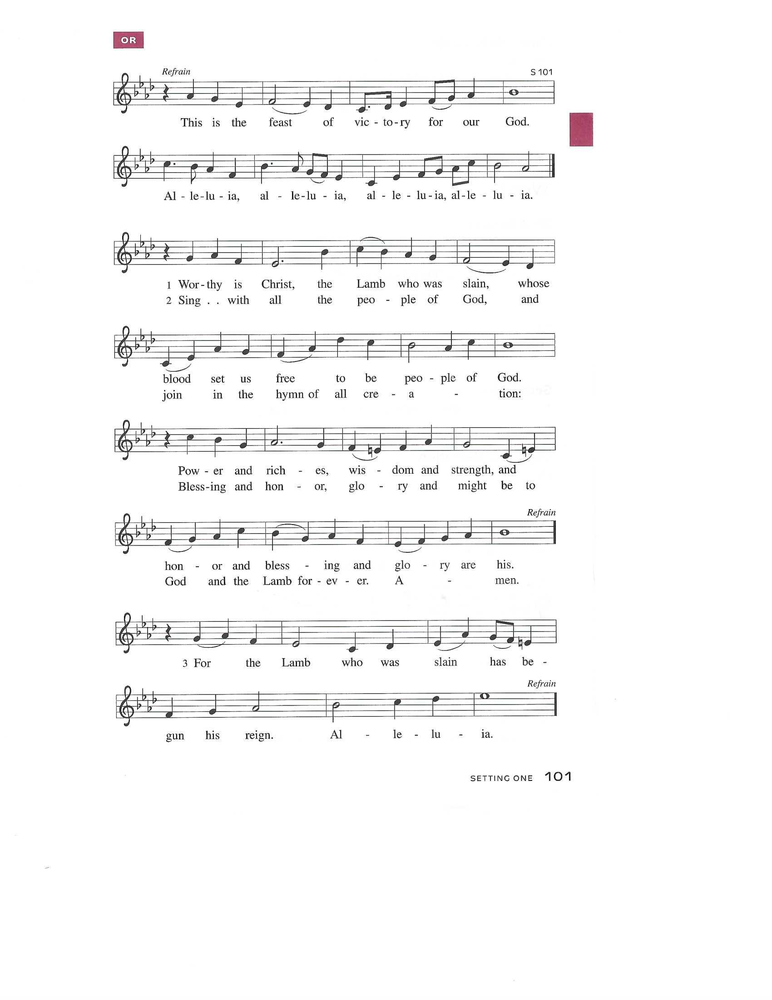 OR
Refrain S 101
This is the feast of vic - to - ry for our God.
Al - le - lu - ia, al - le - lu - ia, al - le - lu - ia, al - le - lu - ia.
1 Wor - thy is Christ, the Lamb who was slain, whose
2 Sing . . with all the peo - ple of God, and
blood set us free to be peo - ple of God.
join in the hymn of all cre - a - tion:
Pow - er and rich - es, wis - dom and strength, and
Bless - ing and hon - or, glo - ry and might be to
Refrain
hon - or and bless - ing and glo - ry are his.
God and the Lamb for - ev - er. A - men.
3 For the Lamb who was slain has be -
Refrain
gun his reign. Al - le - lu - ia.
SETTING ONE 101